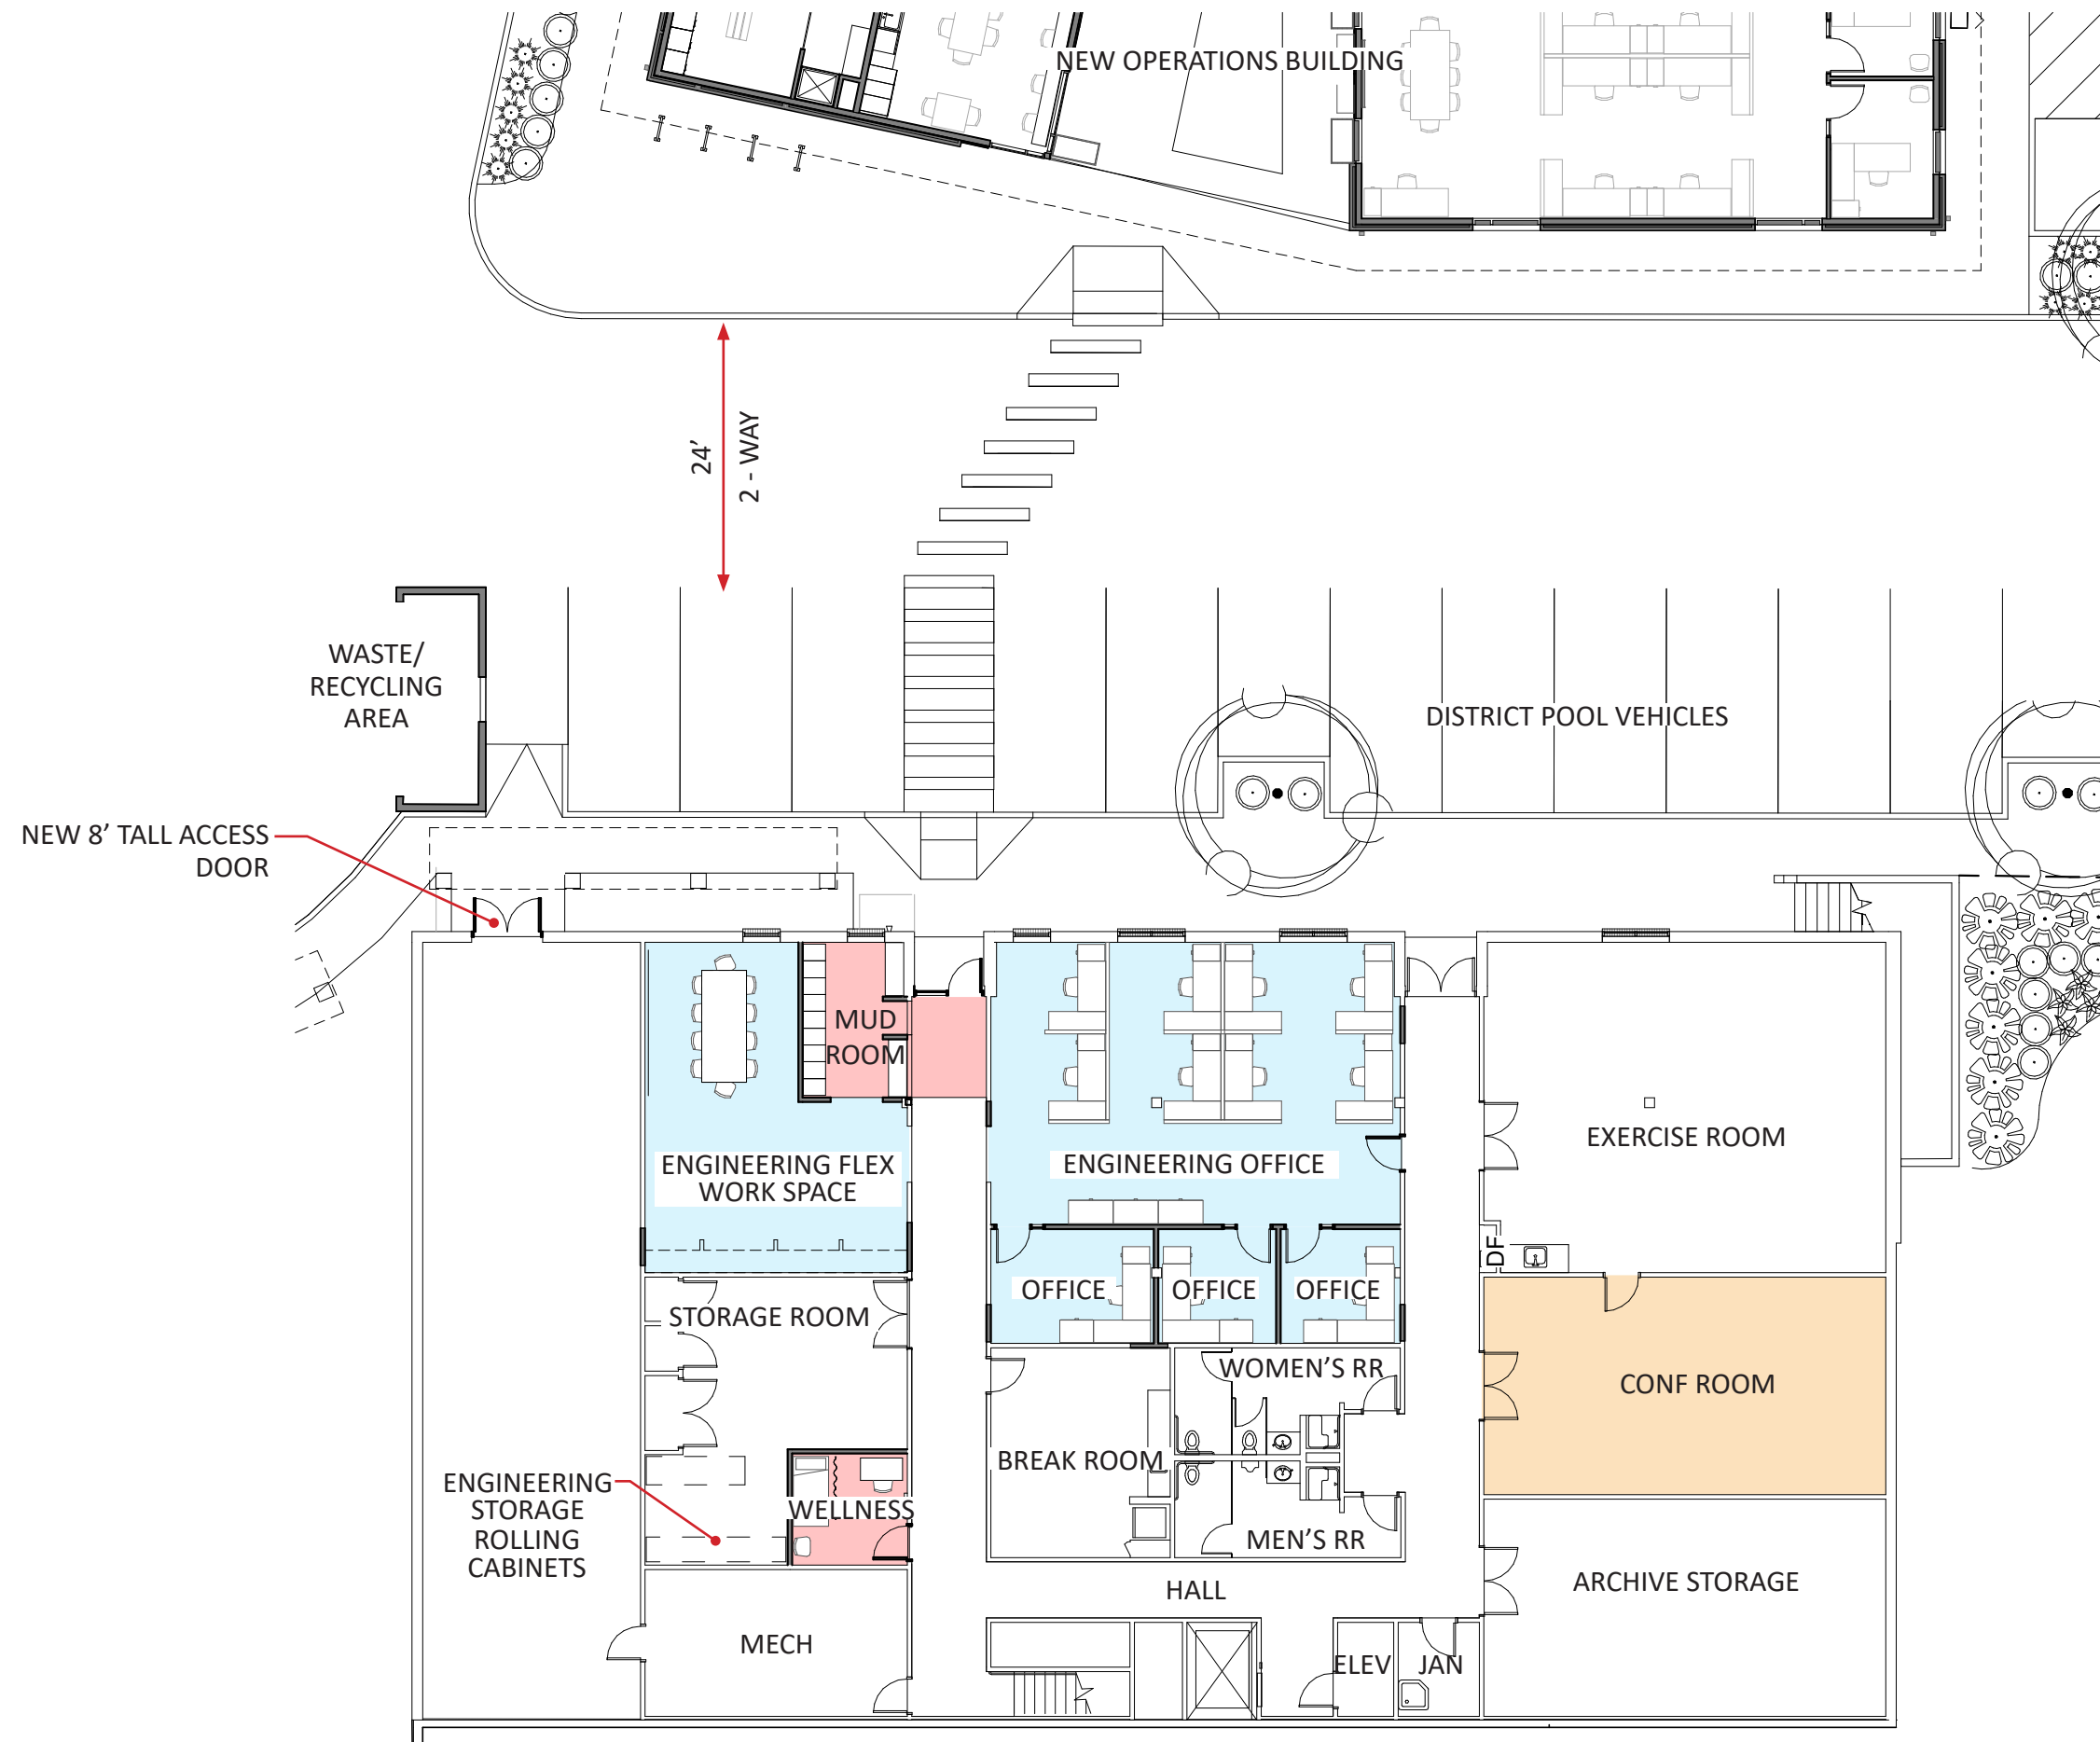 NEW OPERATIONS BUILDING
24’
2 - WAY
WASTE/
RECYCLING
AREA
DISTRICT POOL VEHICLES
NEW 8’ TALL ACCESS
DOOR
MUD
ROOM
ENGINEERING FLEX
WORK SPACE
ENGINEERING OFFICE
EXERCISE ROOM
DF
OFFICE
OFFICE
OFFICE
STORAGE ROOM
WOMEN’S RR
CONF ROOM
BREAK ROOM
ENGINEERING
STORAGE
ROLLING
CABINETS
WELLNESS
MEN’S RR
HALL
ARCHIVE STORAGE
MECH
ELEV
JAN